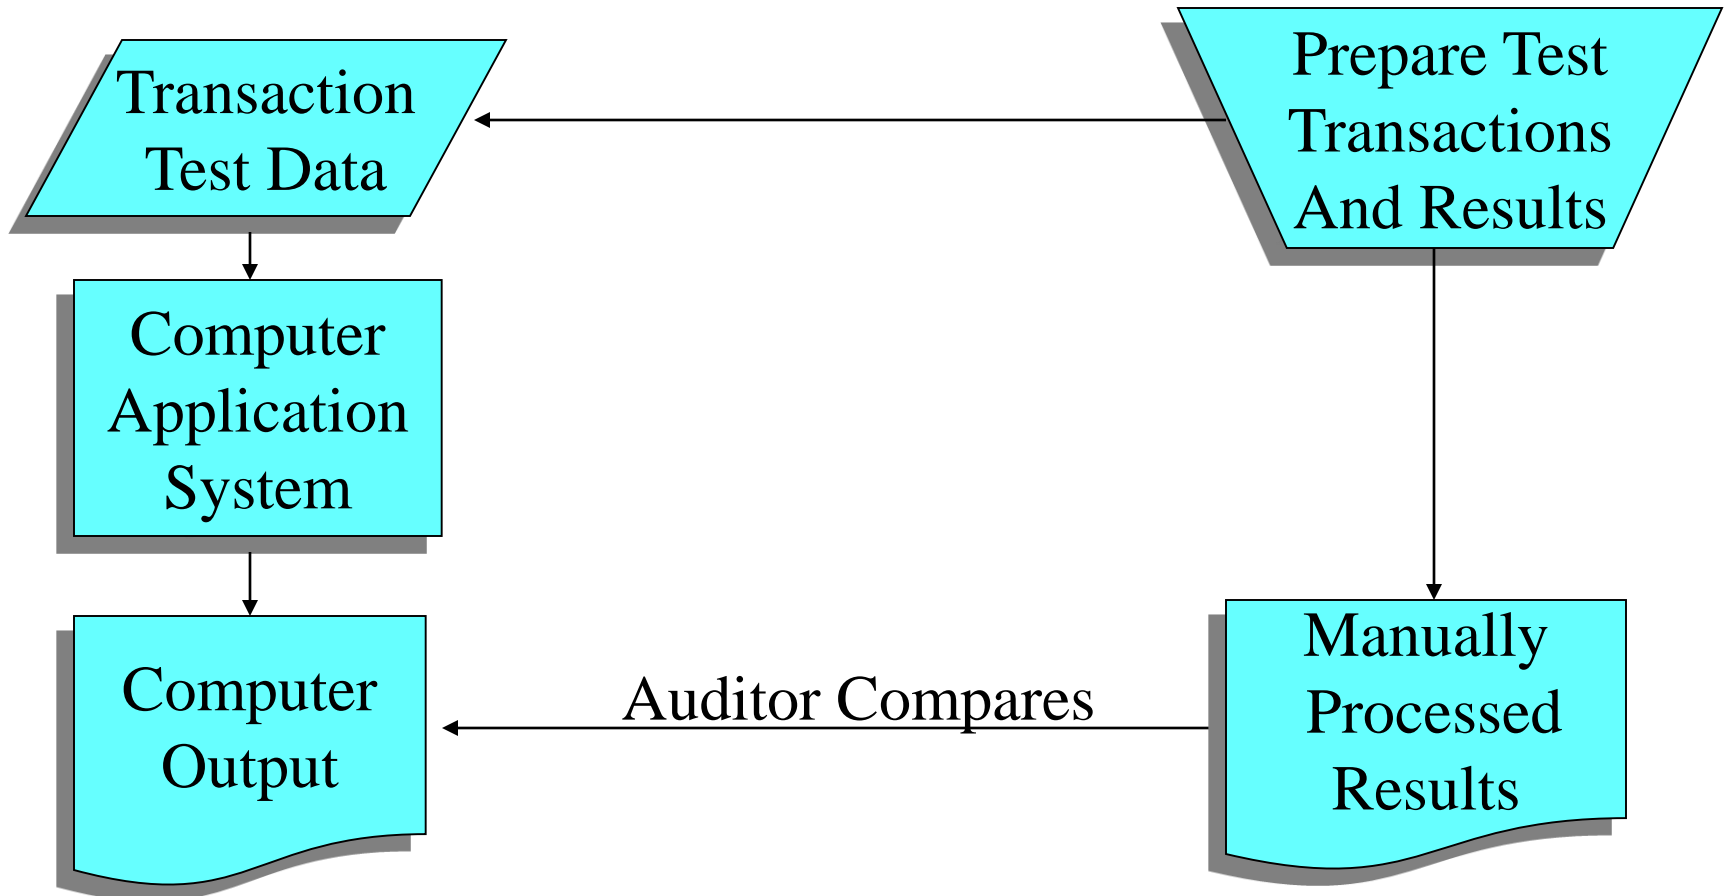 Transaction
Test Data
Prepare Test
Transactions
And Results
Computer
Application
System
Computer
Output
Auditor Compares
Manually
Processed
Results